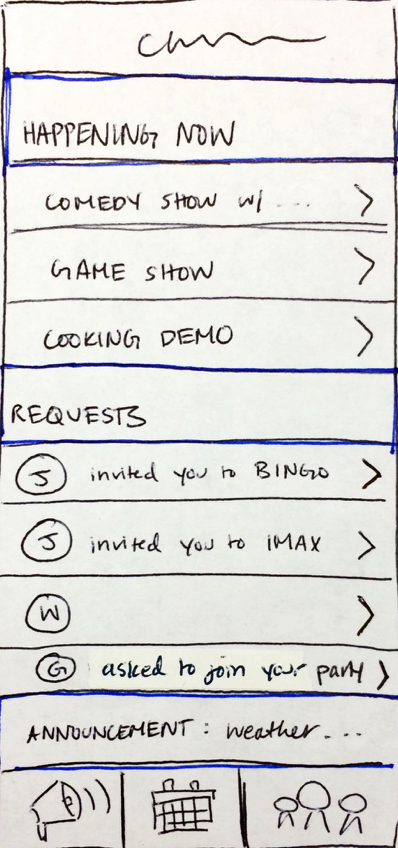 HAPPENING NOW
COMEDY SHOW W/ ...
GAME SHOW
COOKING DEMO
REQUESTS
J invited you to BINGO
J invited you to IMAX
W
G asked to join your party
ANNOUNCEMENT : weather...